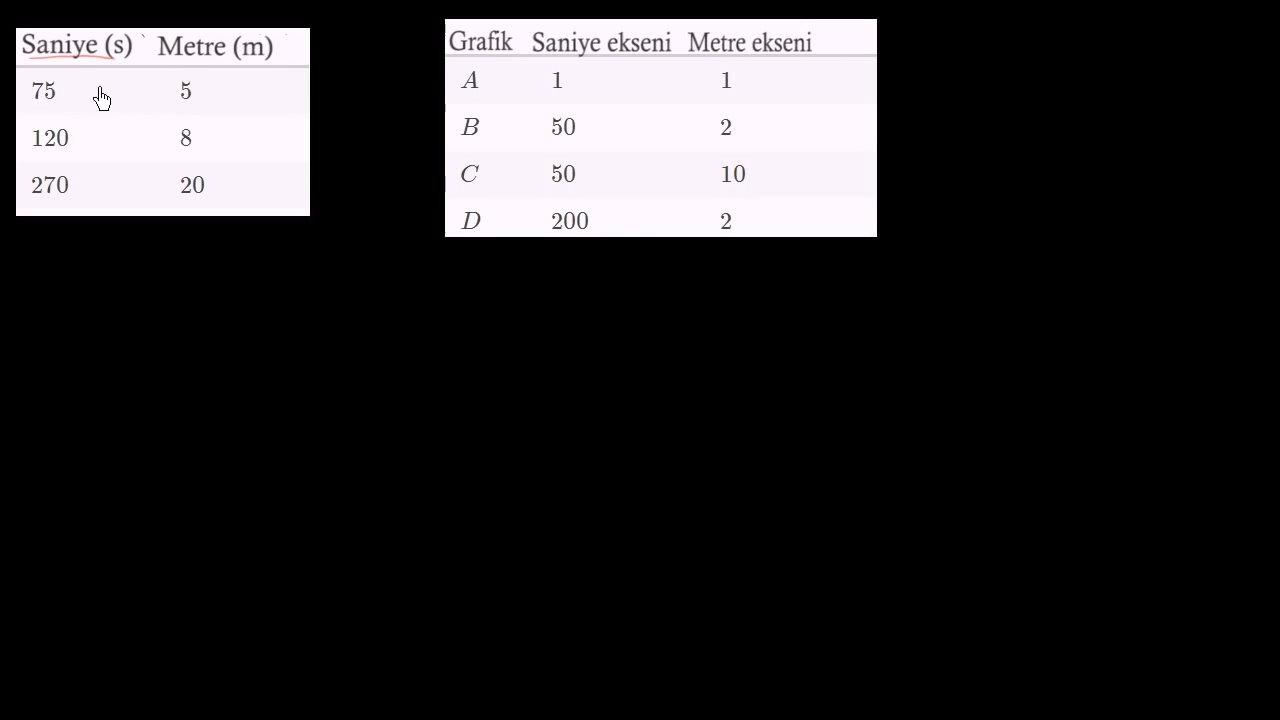 Saniye (s) Metre (m)
75 5
120 8
270 20
Grafik Saniye ekseni Metre ekseni
A 1 1
B 50 2
C 50 10
D 200 2